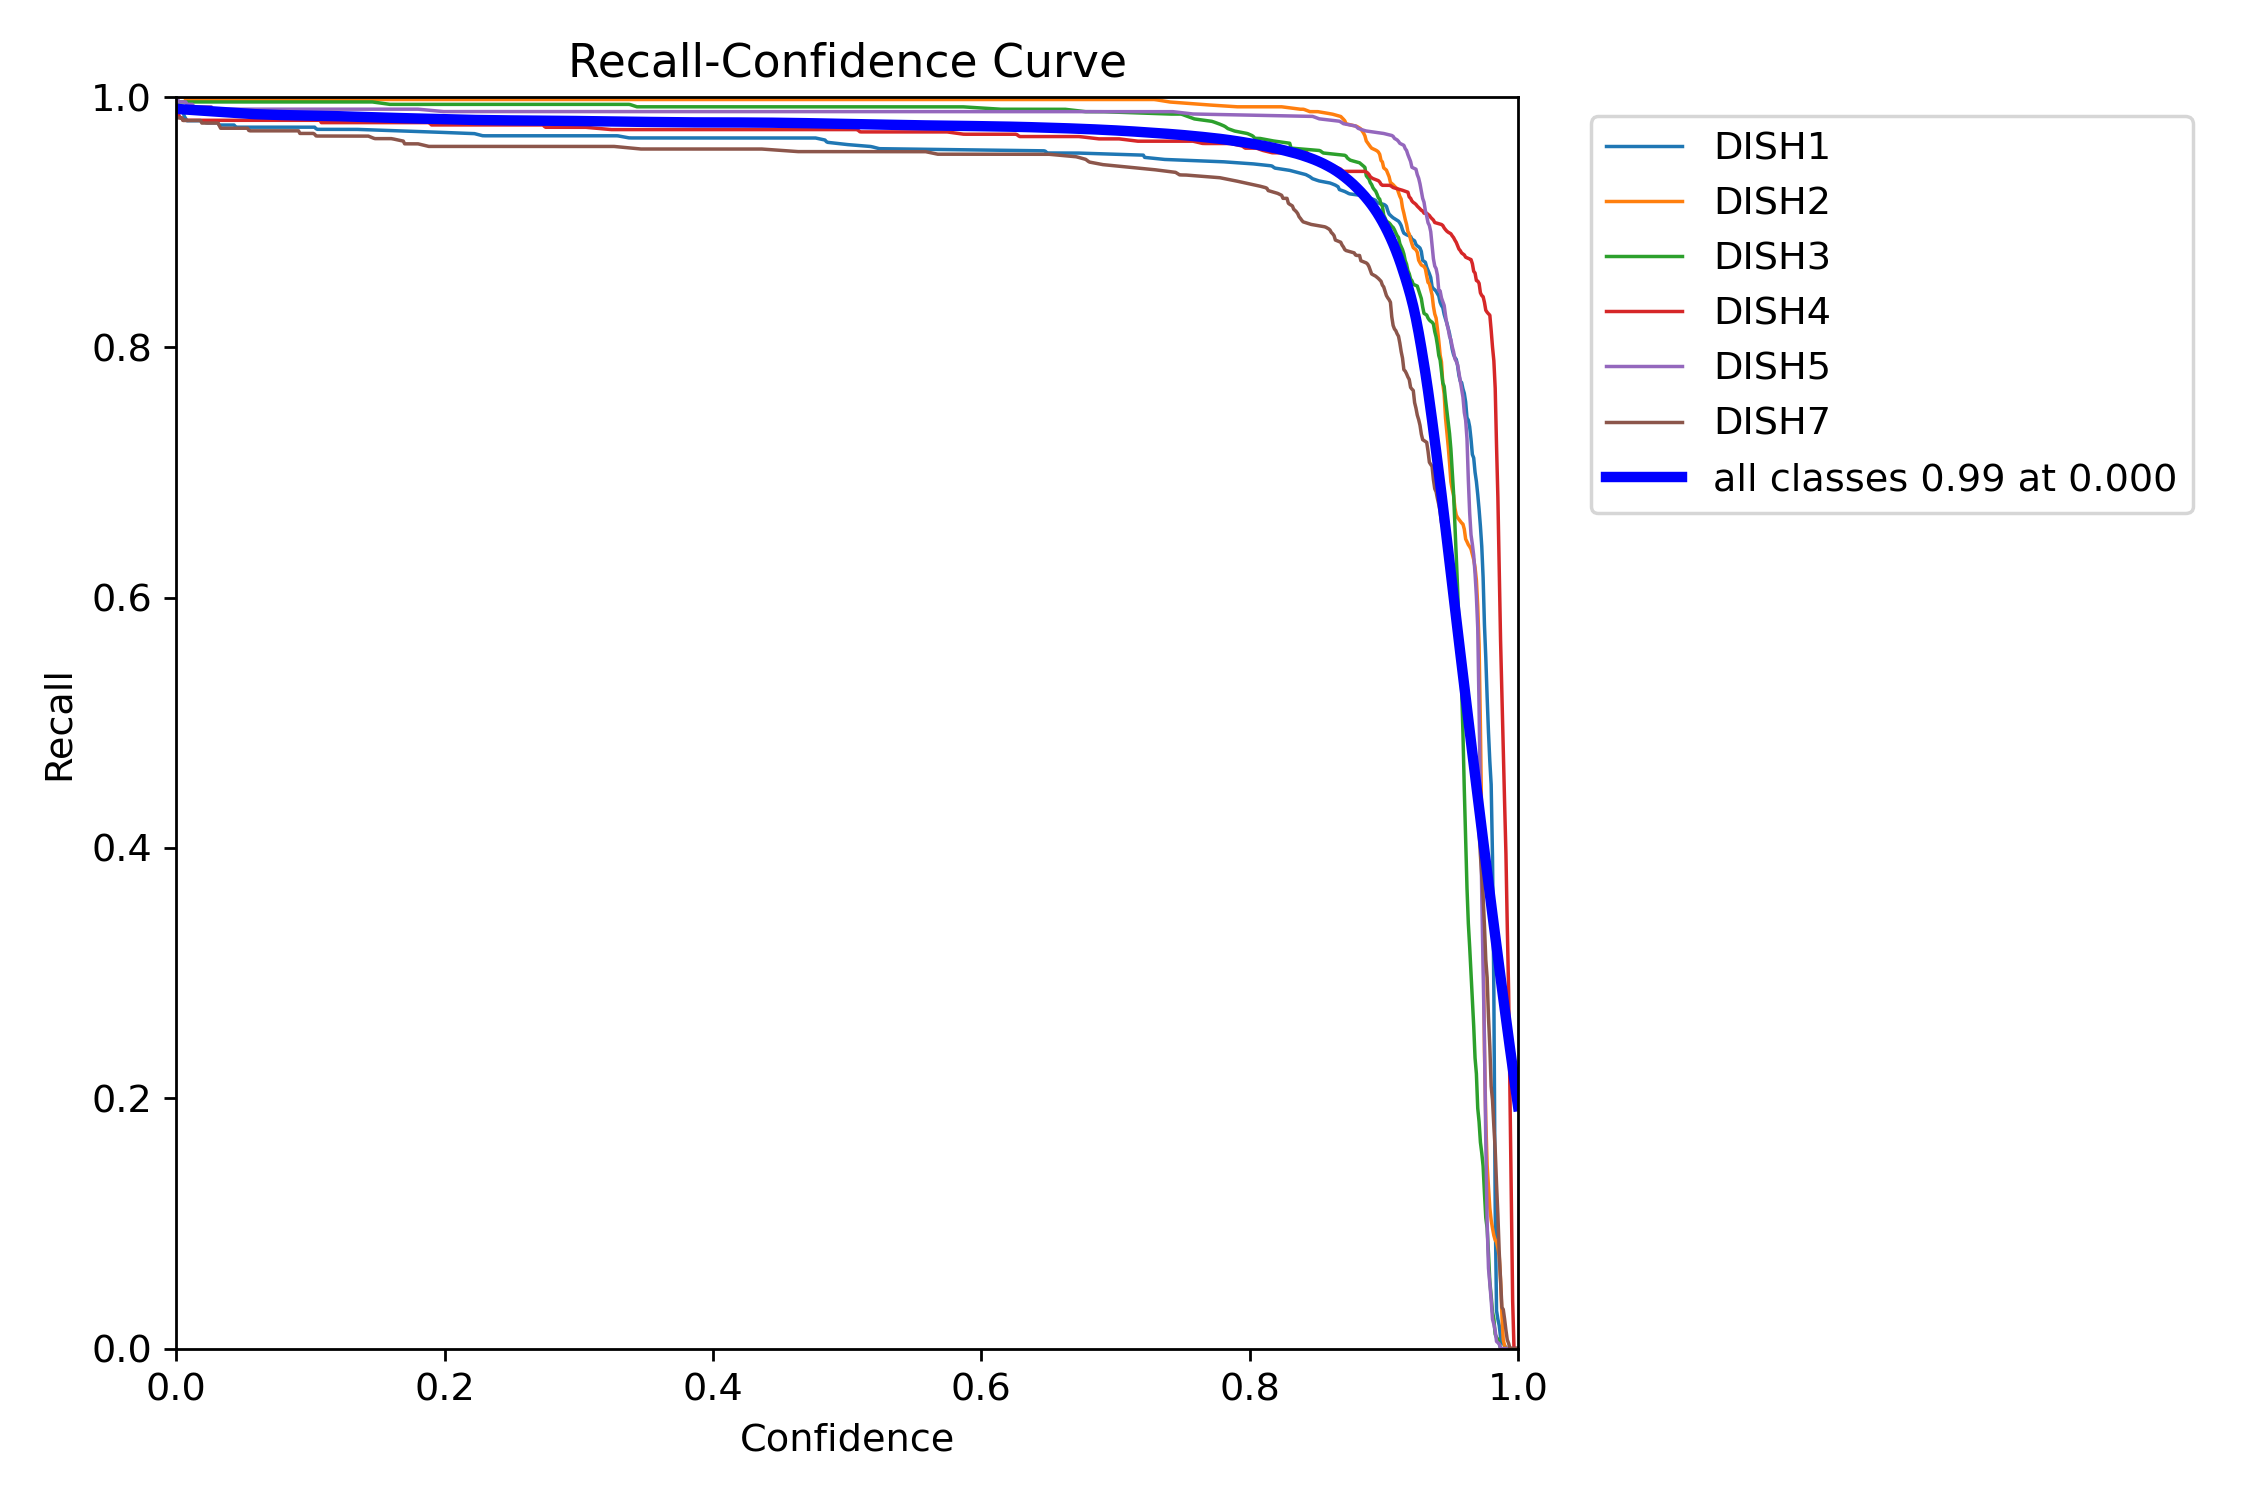 Recall-Confidence Curve
1.0
0.8
0.6
0.4
0.2
0.0
Recall
0.0 0.2 0.4 0.6 0.8 1.0
Confidence
DISH1
DISH2
DISH3
DISH4
DISH5
DISH7
all classes 0.99 at 0.000